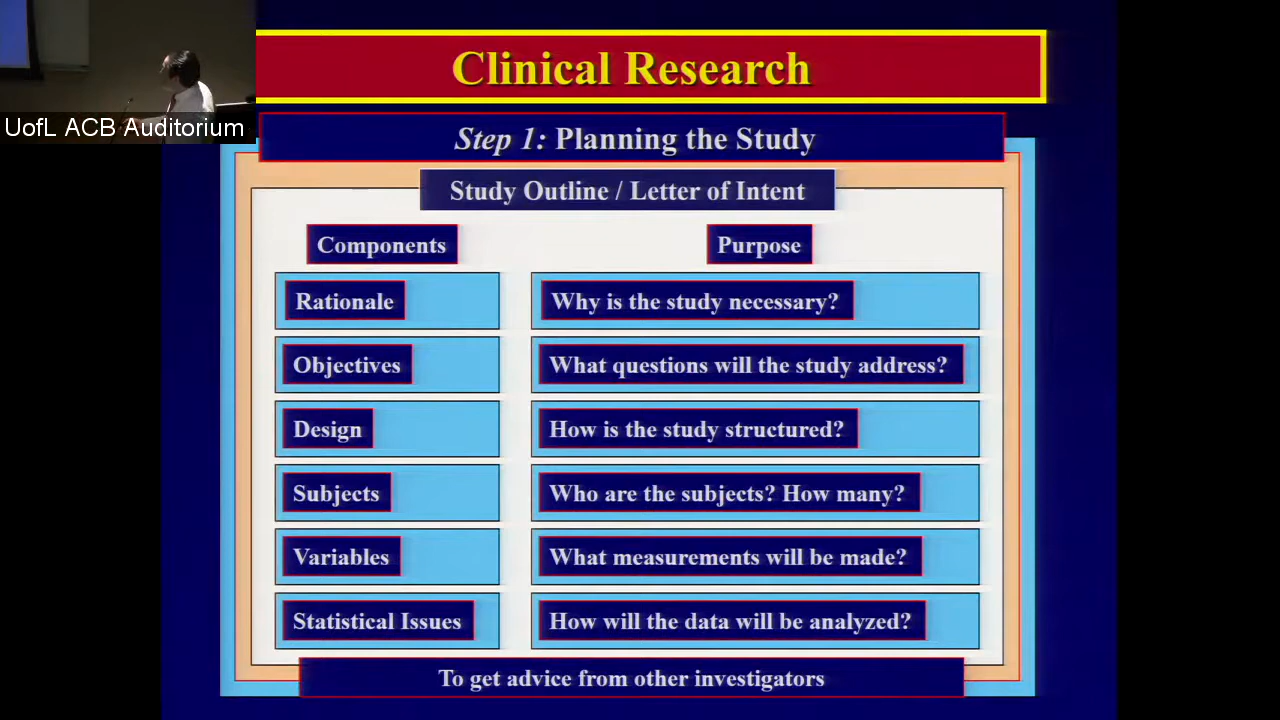 Clinical Research
UofL ACB Auditorium
Step 1: Planning the Study
Study Outline / Letter of Intent
Components
Purpose
Rationale
Why is the study necessary?
Objectives
What questions will the study address?
Design
How is the study structured?
Subjects
Who are the subjects? How many?
Variables
What measurements will be made?
Statistical Issues
How will the data will be analyzed?
To get advice from other investigators